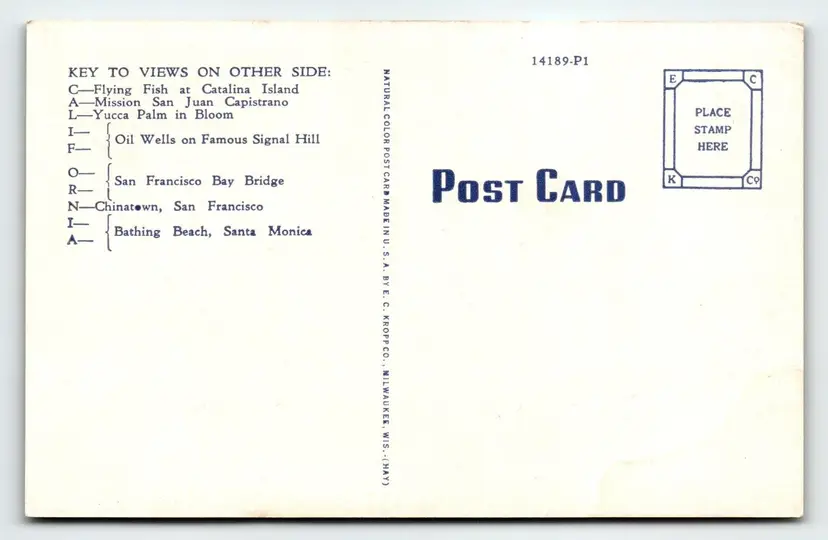 KEY TO VIEWS ON OTHER SIDE:
C—Flying Fish at Catalina Island
A—Mission San Juan Capistrano
L—Yucca Palm in Bloom
I—
F—
Oil Wells on Famous Signal Hill
O—
R—
San Francisco Bay Bridge
N—Chinatown, San Francisco
I—
A—
Bathing Beach, Santa Monica
NATURAL COLOR POST CARD MADE IN U. S. A. BY E. C. KROPP CO., MILWAUKEE, WIS.-(HAY)
14189-P1
POST CARD
E C
PLACE
STAMP
HERE
K Co